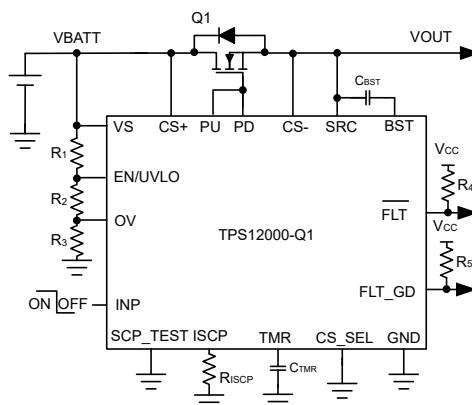 Q1
VBATT
VOUT
CBST
VS
CS+
PU
PD
CS-
SRC
BST
R1
EN/UVLO
R2
OV
R3
TPS12000-Q1
VCC
R4
FLT
VCC
R5
FLT_GD
ON OFF
INP
SCP_TEST
ISCP
TMR
CS_SEL
GND
RISCP
CTMR